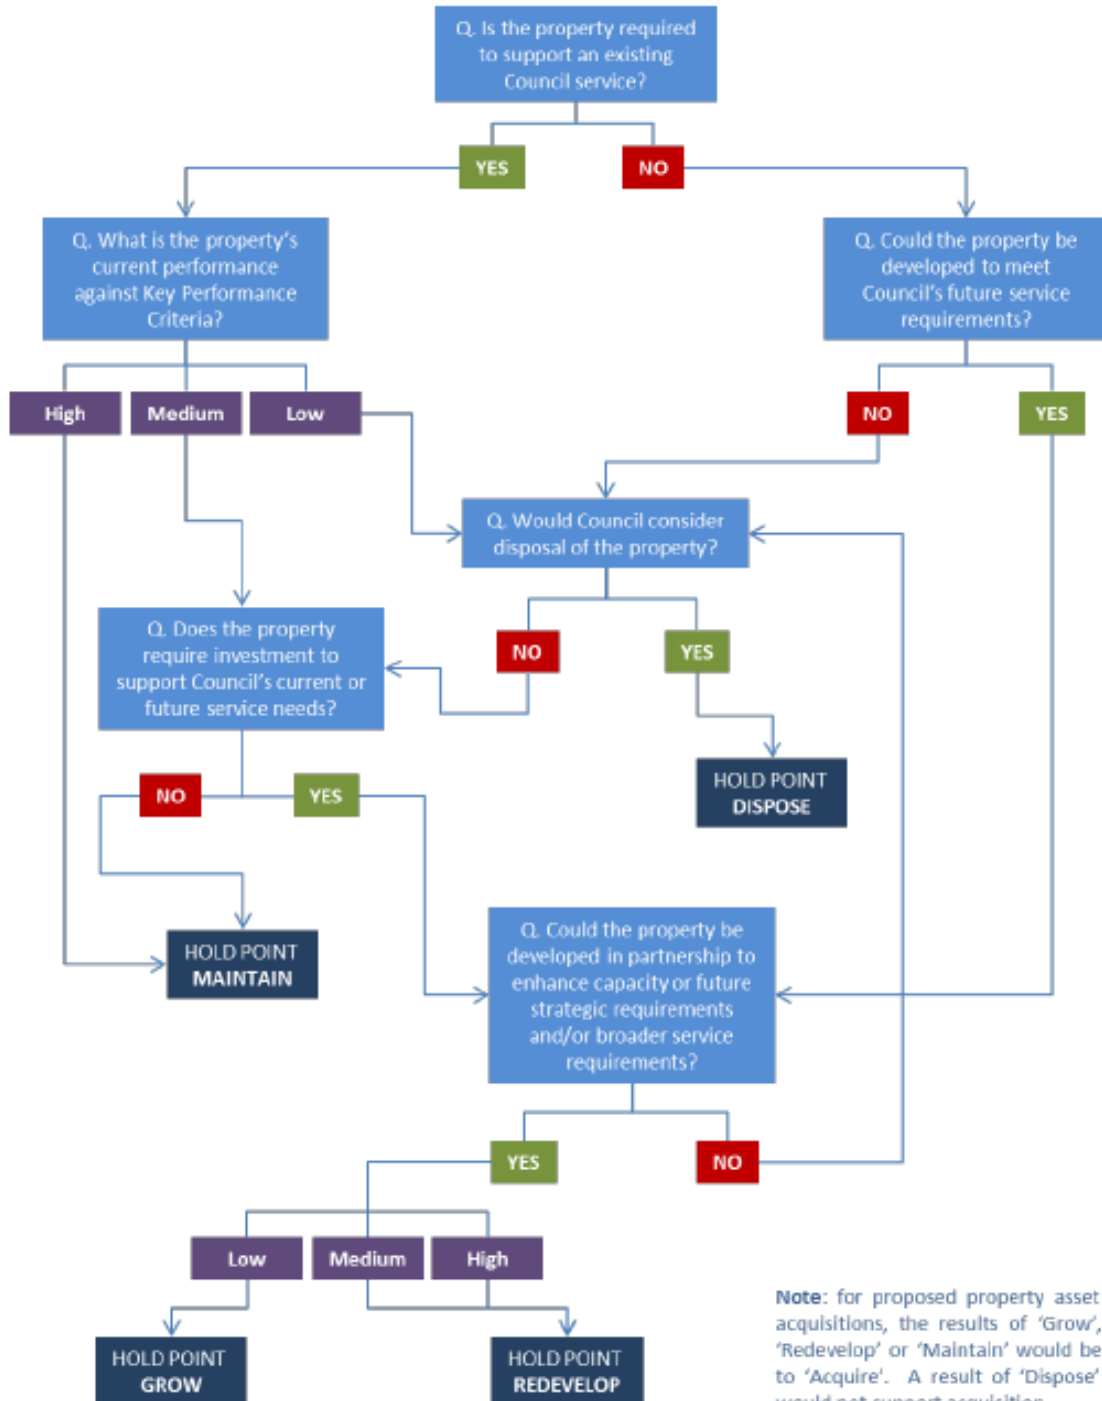 Q. Is the property required
to support an existing
Council service?
YES
NO
Q. What is the property's
current performance
against Key Performance
Criteria?
Q. Could the property be
developed to meet
Council's future service
requirements?
High
Medium
Low
NO
YES
Q. Would Council consider
disposal of the property?
Q. Does the property
require investment to
support Council's current or
future service needs?
NO
YES
HOLD POINT
DISPOSE
NO
YES
HOLD POINT
MAINTAIN
Q. Could the property be
developed in partnership to
enhance capacity or future
strategic requirements
and/or broader service
requirements?
YES
NO
Low
Medium
High
HOLD POINT
GROW
HOLD POINT
REDEVELOP
Note: for proposed property asset
acquisitions, the results of 'Grow',
'Redevelop' or 'Maintain' would be
to 'Acquire'. A result of 'Dispose'
would not support acquisition